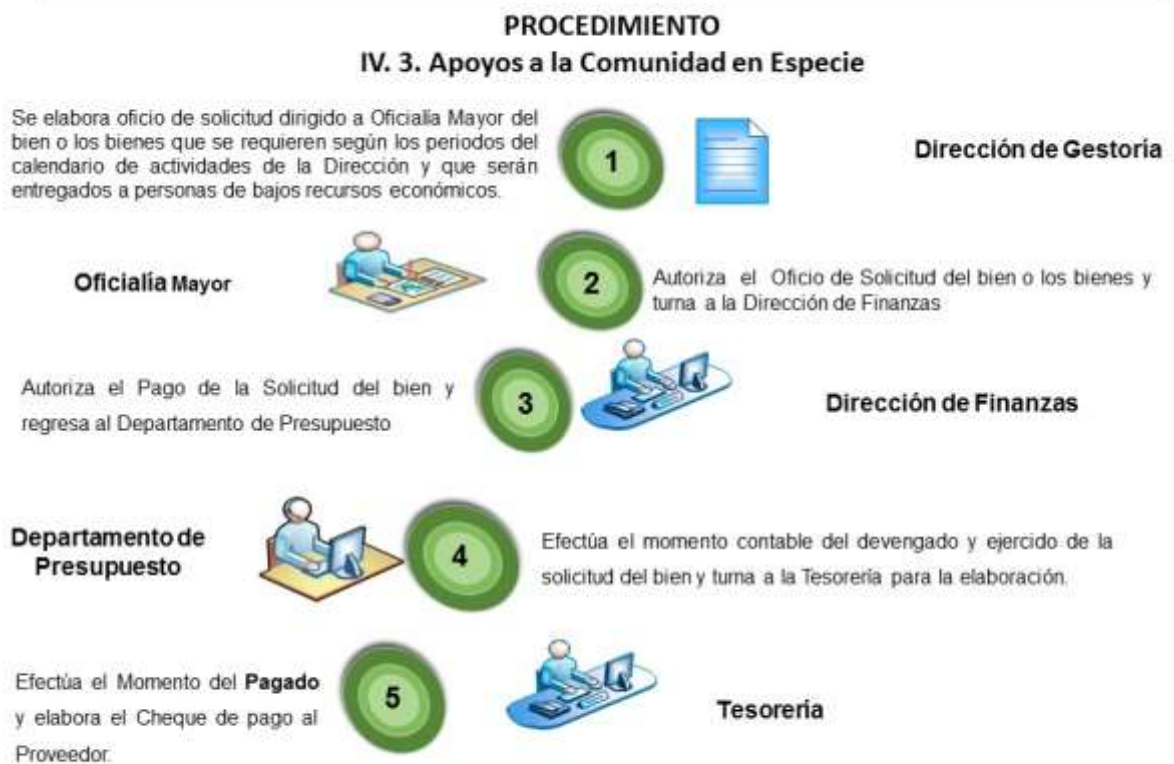 PROCEDIMIENTO
IV. 3. Apoyos a la Comunidad en Especie
Se elabora oficio de solicitud dirigido a Oficialía Mayor del
bien o los bienes que se requieren según los periodos del
calendario de actividades de la Dirección y que serán
entregados a personas de bajos recursos económicos.
1
Dirección de Gestoría
Oficialía Mayor
2
Autoriza el Oficio de Solicitud del bien o los bienes y
turna a la Dirección de Finanzas
Autoriza el Pago de la Solicitud del bien y
regresa al Departamento de Presupuesto
3
Dirección de Finanzas
Departamento de
Presupuesto
4
Efectúa el momento contable del devengado y ejercido de la
solicitud del bien y turna a la Tesorería para la elaboración.
Efectúa el Momento del Pagado
y elabora el Cheque de pago al
Proveedor.
5
Tesorería